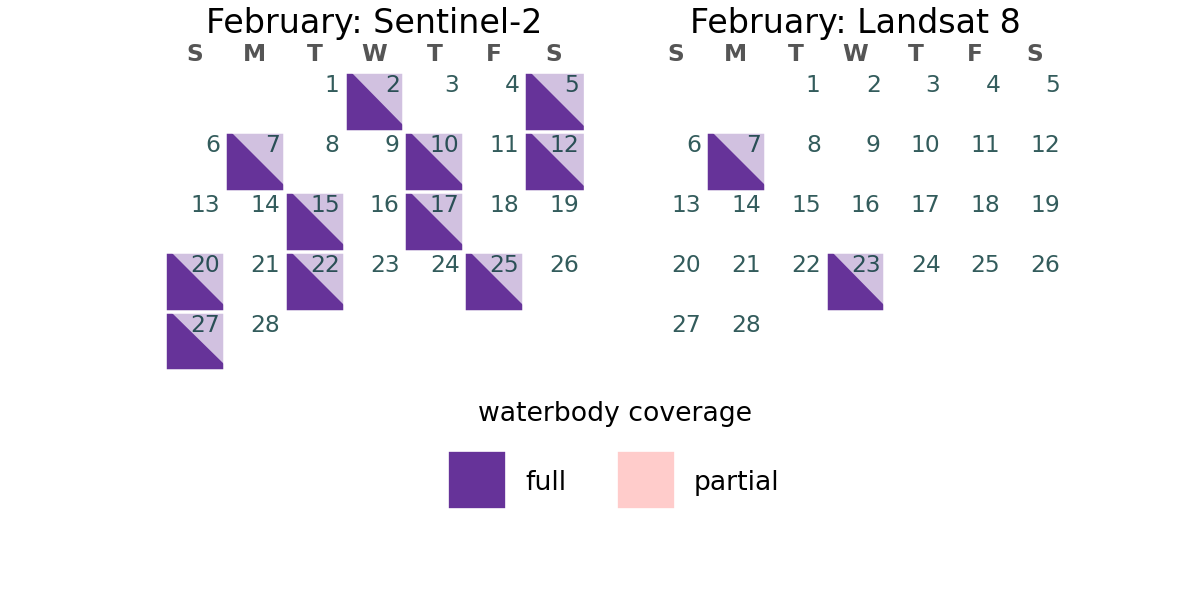 February: Sentinel-2
S M T W T F S
1 2 3 4 5
6 7 8 9 10 11 12
13 14 15 16 17 18 19
20 21 22 23 24 25 26
27 28
February: Landsat 8
S M T W T F S
1 2 3 4 5
6 7 8 9 10 11 12
13 14 15 16 17 18 19
20 21 22 23 24 25 26
27 28
waterbody coverage
full
partial